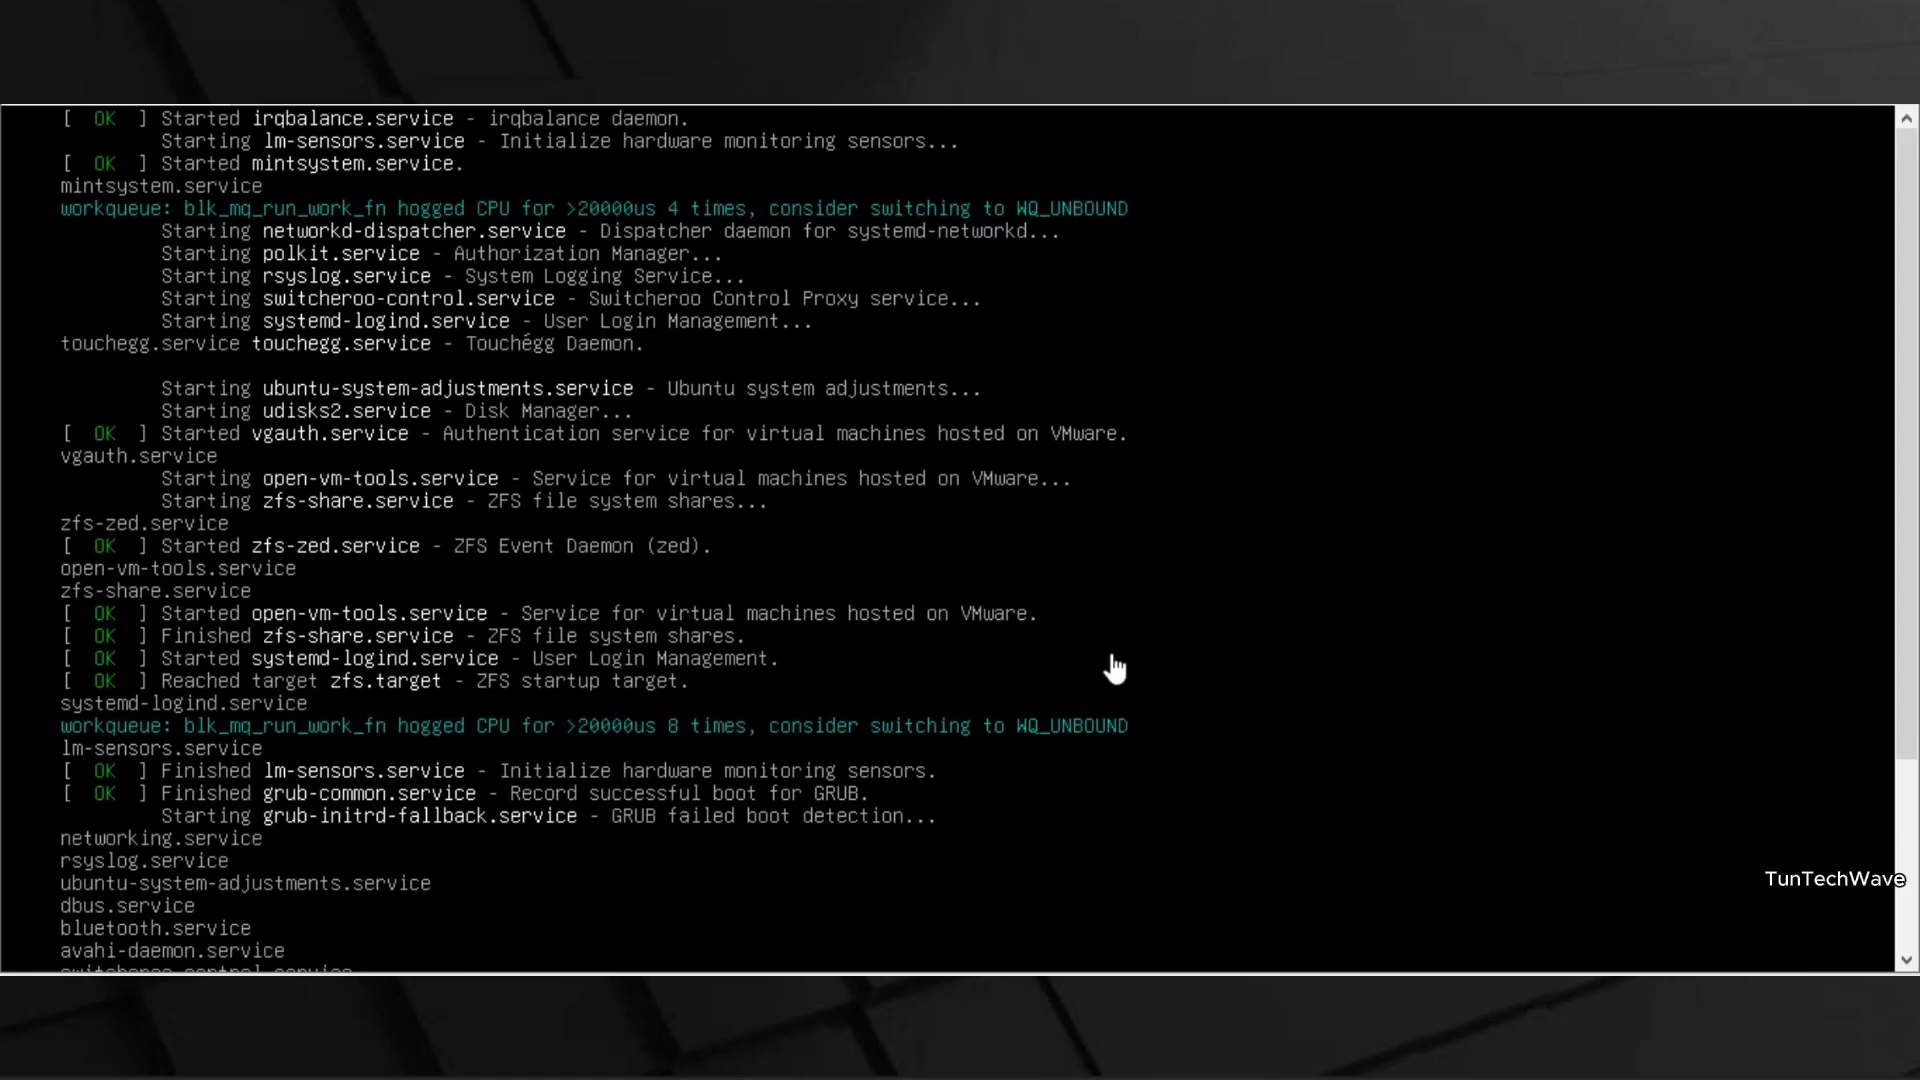 [  OK  ] Started irqbalance.service - irqbalance daemon.
Starting lm-sensors.service - Initialize hardware monitoring sensors...
[  OK  ] Started mintsystem.service.
mintsystem.service
workqueue: blk_mq_run_work_fn hogged CPU for >20000us 4 times, consider switching to WQ_UNBOUND
Starting networkd-dispatcher.service - Dispatcher daemon for systemd-networkd...
Starting polkit.service - Authorization Manager...
Starting rsyslog.service - System Logging Service...
Starting switcheroo-control.service - Switcheroo Control Proxy service...
Starting systemd-logind.service - User Login Management...
touchegg.service touchegg.service - Touchégg Daemon.
Starting ubuntu-system-adjustments.service - Ubuntu system adjustments...
Starting udisks2.service - Disk Manager...
[  OK  ] Started vgauth.service - Authentication service for virtual machines hosted on VMware.
vgauth.service
Starting open-vm-tools.service - Service for virtual machines hosted on VMware...
Starting zfs-share.service - ZFS file system shares...
zfs-zed.service
[  OK  ] Started zfs-zed.service - ZFS Event Daemon (zed).
open-vm-tools.service
zfs-share.service
[  OK  ] Started open-vm-tools.service - Service for virtual machines hosted on VMware.
[  OK  ] Finished zfs-share.service - ZFS file system shares.
[  OK  ] Started systemd-logind.service - User Login Management.
[  OK  ] Reached target zfs.target - ZFS startup target.
systemd-logind.service
workqueue: blk_mq_run_work_fn hogged CPU for >20000us 8 times, consider switching to WQ_UNBOUND
lm-sensors.service
[  OK  ] Finished lm-sensors.service - Initialize hardware monitoring sensors.
[  OK  ] Finished grub-common.service - Record successful boot for GRUB.
Starting grub-initrd-fallback.service - GRUB failed boot detection...
networking.service
rsyslog.service
TunTechWave
ubuntu-system-adjustments.service
dbus.service
bluetooth.service
avahi-daemon.service